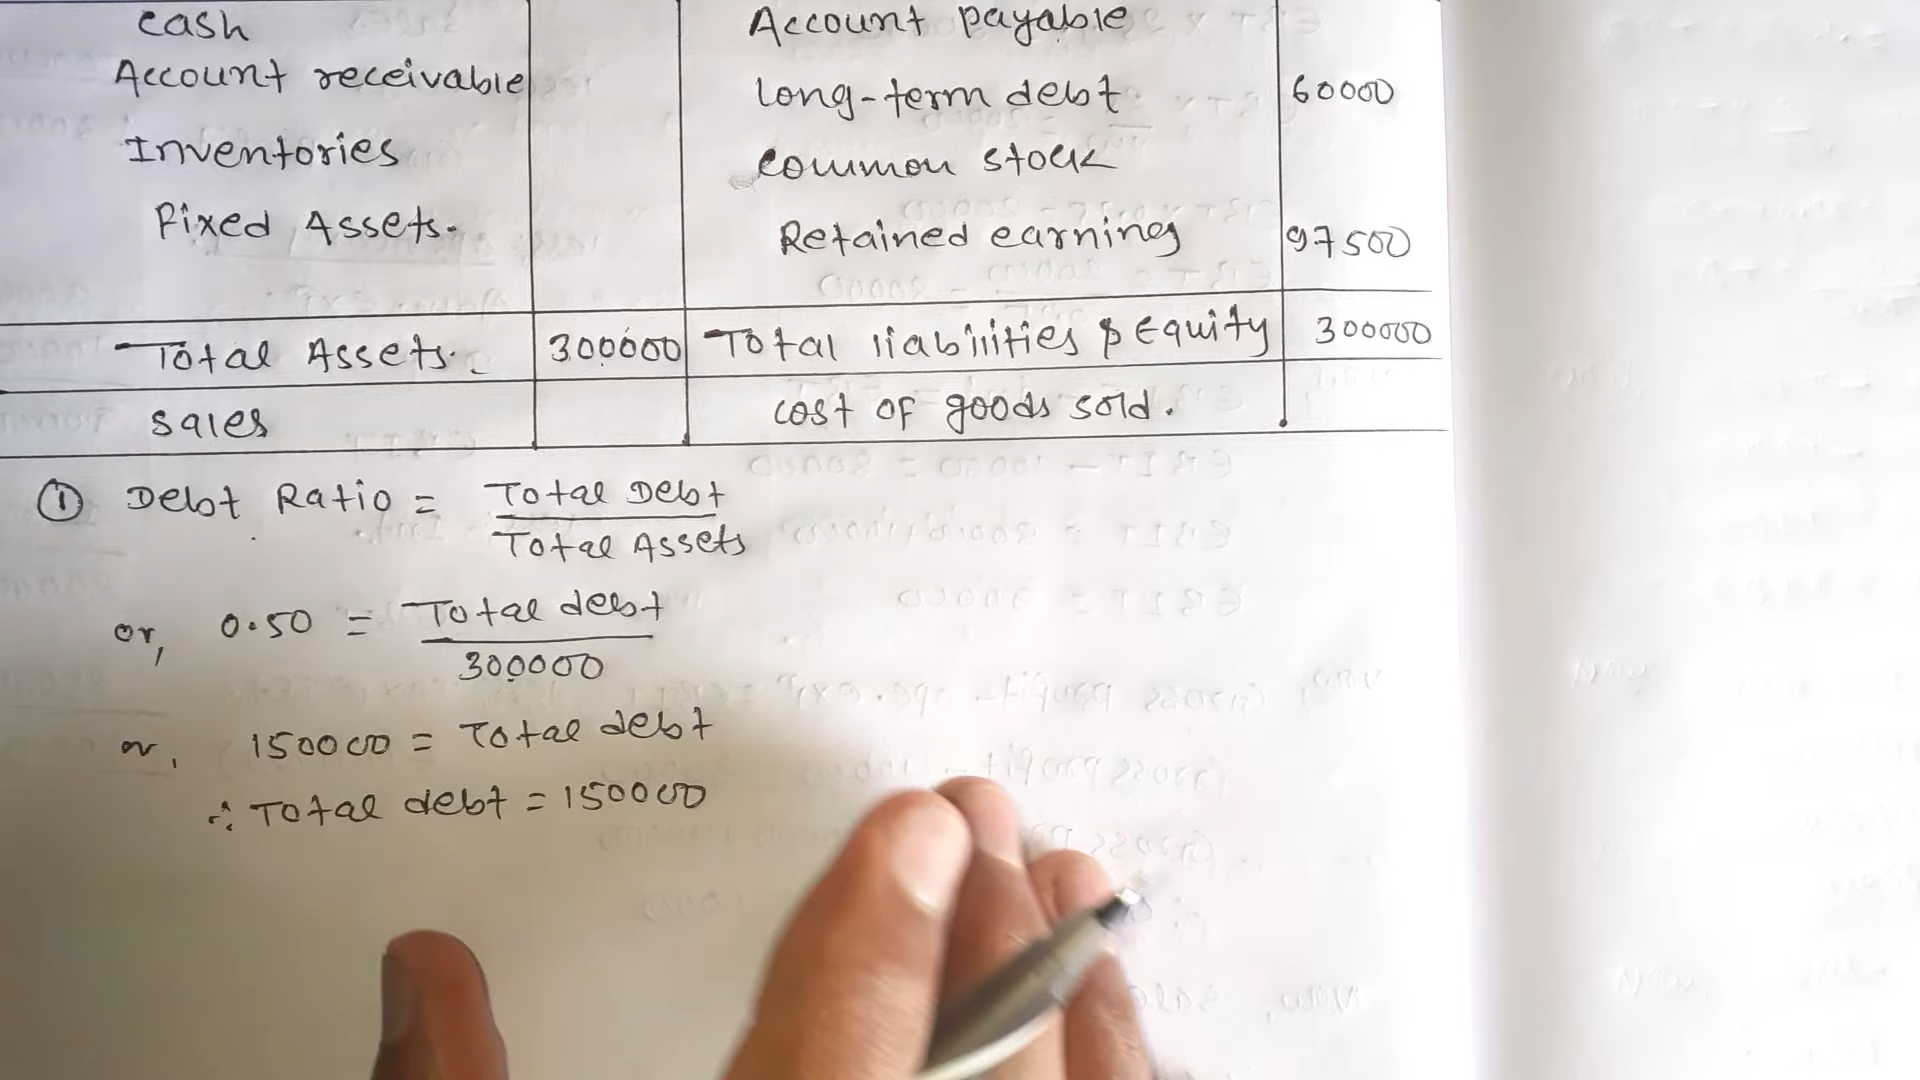 cash Account payable
Account receivable long-term debt 60000
Inventories common stock
Fixed Assets. Retained earning 97500
Total Assets. 300000 Total liabilities & Equity 300000
sales cost of goods sold.
① Debt Ratio = Total Debt
Total Assets
or, 0.50 = Total debt
300000
or, 150000 = Total debt
∴ Total debt = 150000